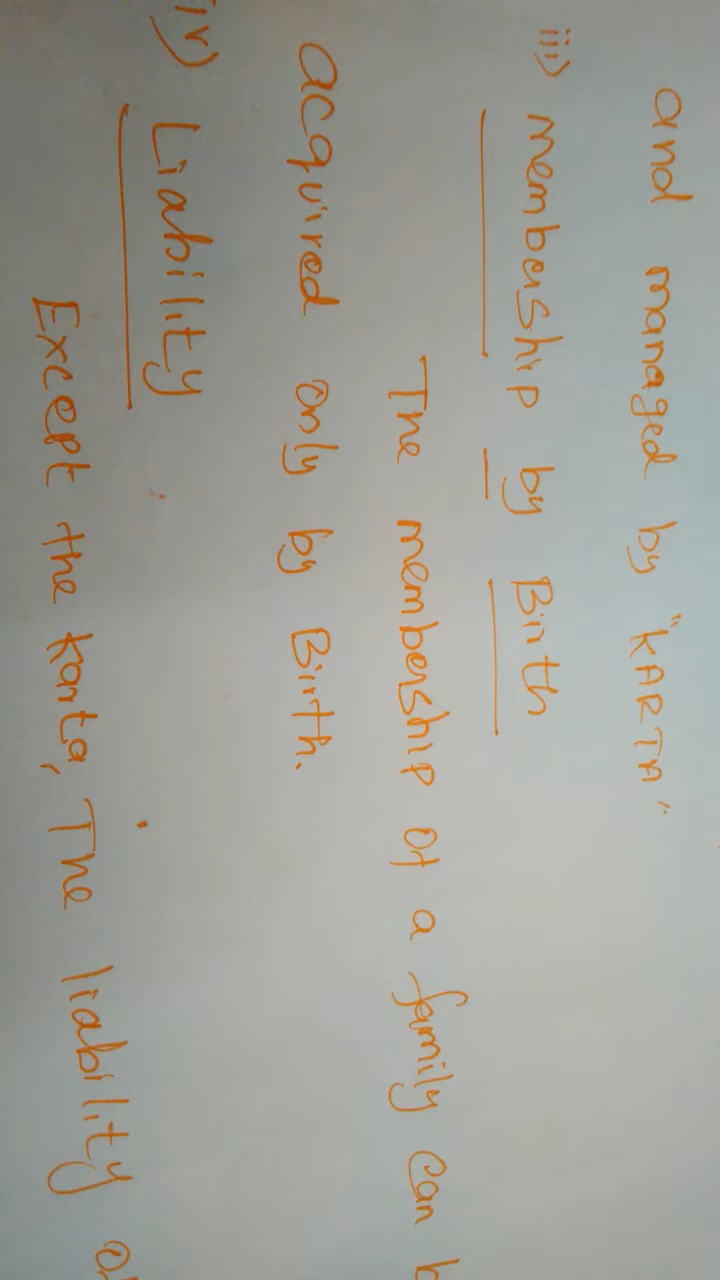 and managed by "KARTA"
iii) membership by Birth
The membership of a family can b
acquired only by Birth.
iv) Liability
Except the karta, The liability